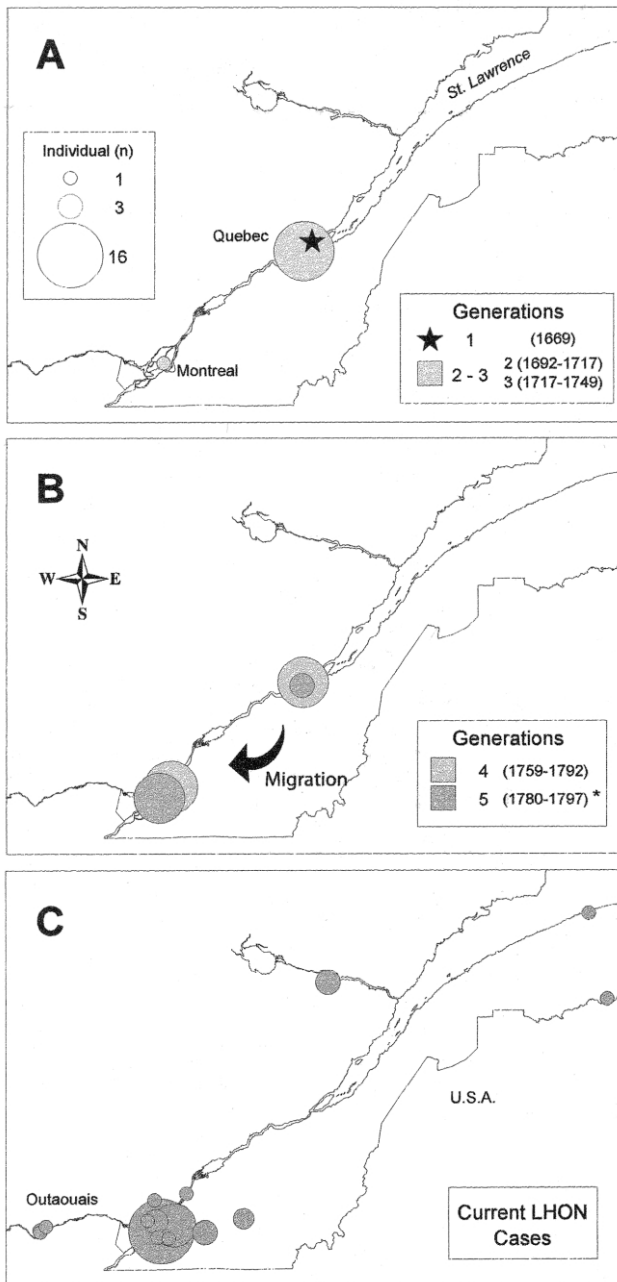 A
St. Lawrence
Individual (n)
1
3
16
Quebec
Montreal
Generations
1 (1669)
2 - 3 2 (1692-1717)
3 (1717-1749)
B
N
W E
S
Migration
Generations
4 (1759-1792)
5 (1780-1797) *
C
U.S.A.
Outaouais
Current LHON
Cases